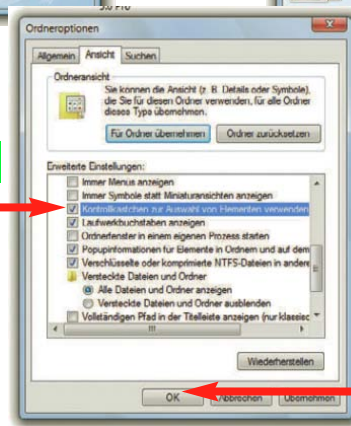 Ordneroptionen
Allgemein Ansicht Suchen
Ordneransicht
Sie können die Ansicht (z. B. Details oder Symbole),
die Sie für diesen Ordner verwenden, für alle Ordner
dieses Typs übernehmen.
Für Ordner übernehmen Ordner zurücksetzen
Erweiterte Einstellungen:
Immer Menüs anzeigen
Immer Symbole statt Miniaturansichten anzeigen
Kontrollkästchen zur Auswahl von Elementen verwenden
Laufwerkbuchstaben anzeigen
Ordnerfenster in einem eigenen Prozess starten
Popupinformationen für Elemente in Ordnern und auf dem
Verschlüsselte oder komprimierte NTFS-Dateien in andere
Versteckte Dateien und Ordner
Alle Dateien und Ordner anzeigen
Versteckte Dateien und Ordner ausblenden
Vollständigen Pfad in der Titelleiste anzeigen (nur klassisc
Wiederherstellen
OK Abbrechen Übernehmen